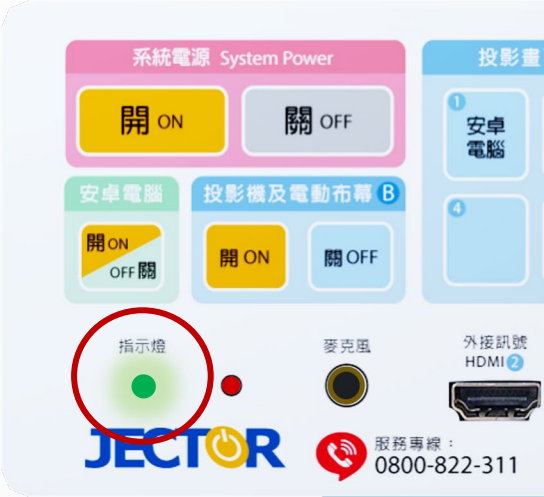 系統電源 System Power
開 ON
關 OFF
投影畫
1
安卓
電腦
4
安卓電腦
開 ON
OFF 關
投影機及電動布幕 B
開 ON
關 OFF
指示燈
麥克風
外接訊號
HDMI 2
JECTOR
服務專線：
0800-822-311